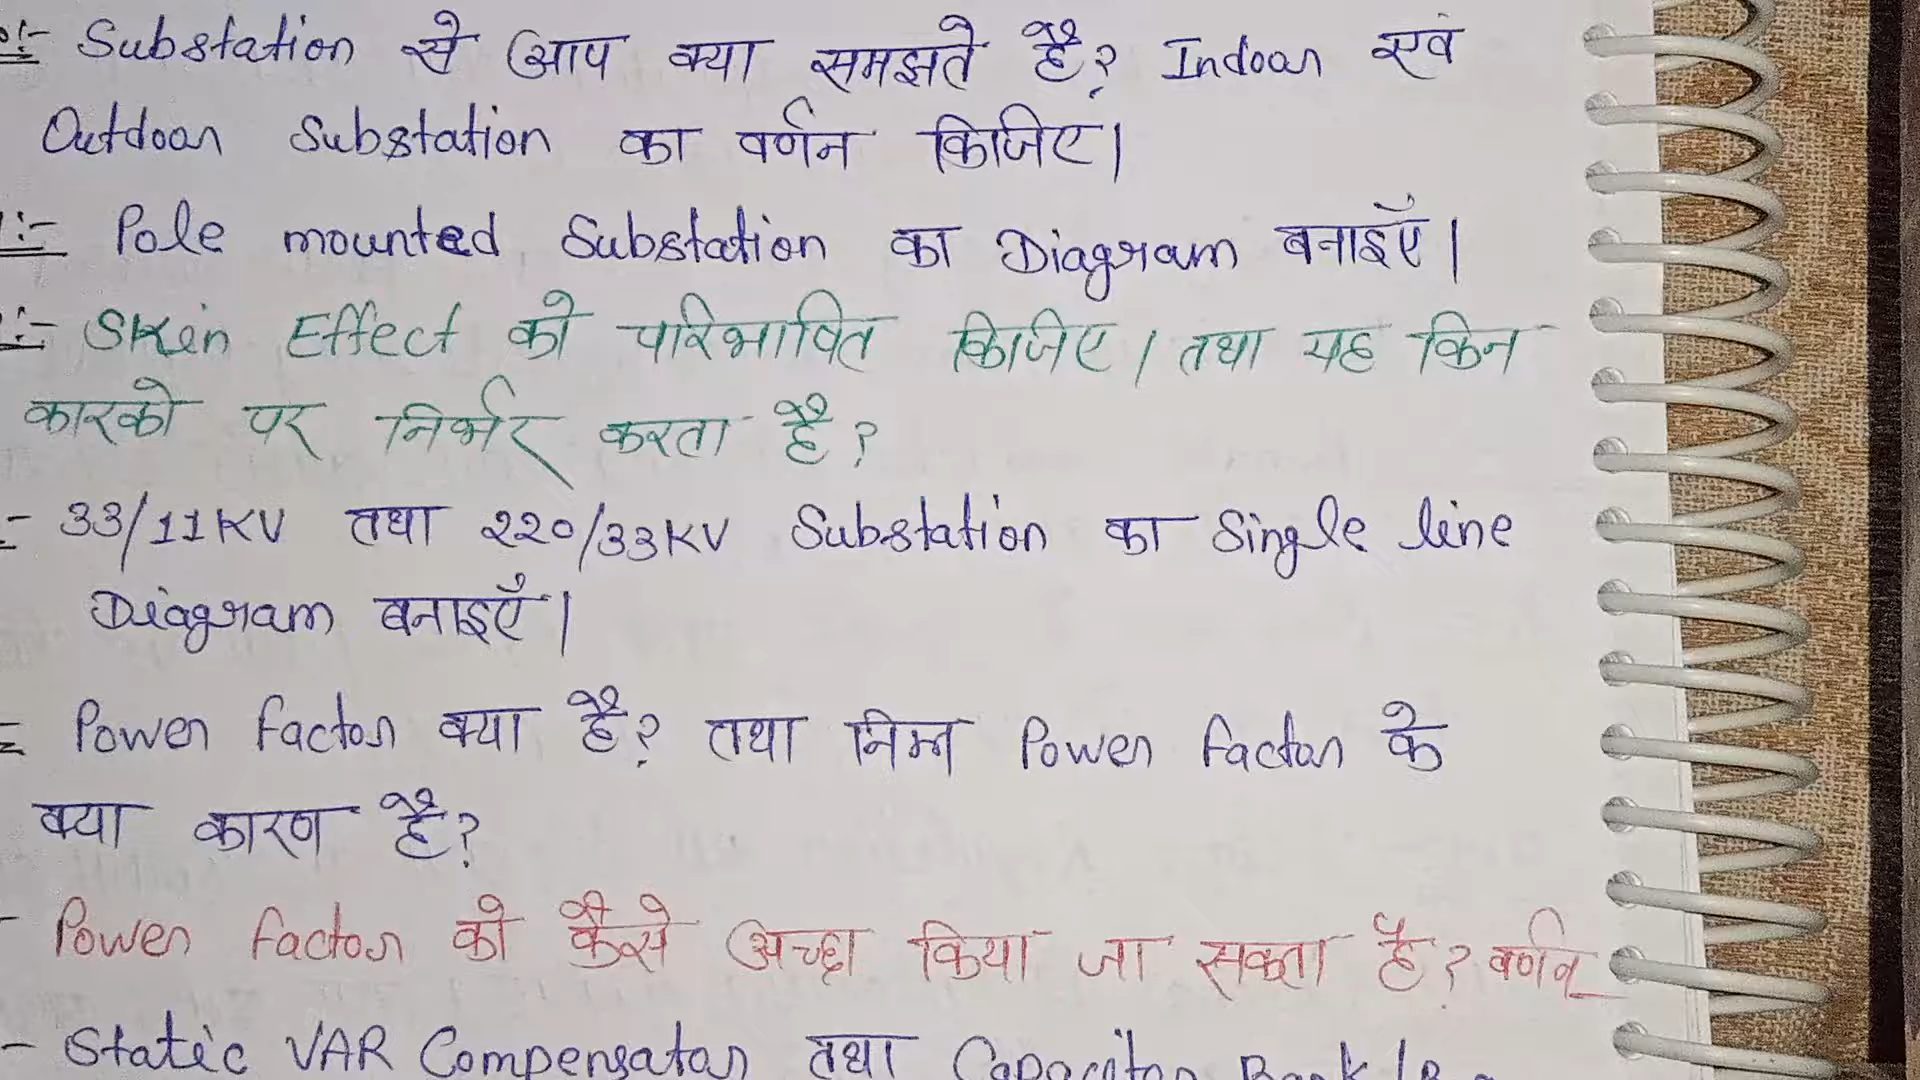 :- Substation से आप क्या समझते है? Indoor एवं
Outdoor Substation का वर्णन किजिए।
:- Pole mounted Substation का Diagram बनाइएँ।
:- Skin Effect को परिभाषित किजिए। तथा यह किन
कारको पर निर्भर करता है?
- 33/11KV तथा 220/33KV Substation का Single line
Diagram बनाइएँ।
Power factor क्या है? तथा निम्न Power factor के
क्या कारण है?
- Power factor को कैसे अच्छा किया जा सकता है? वर्णन
- Static VAR Compensator तथा Capacitor Bank